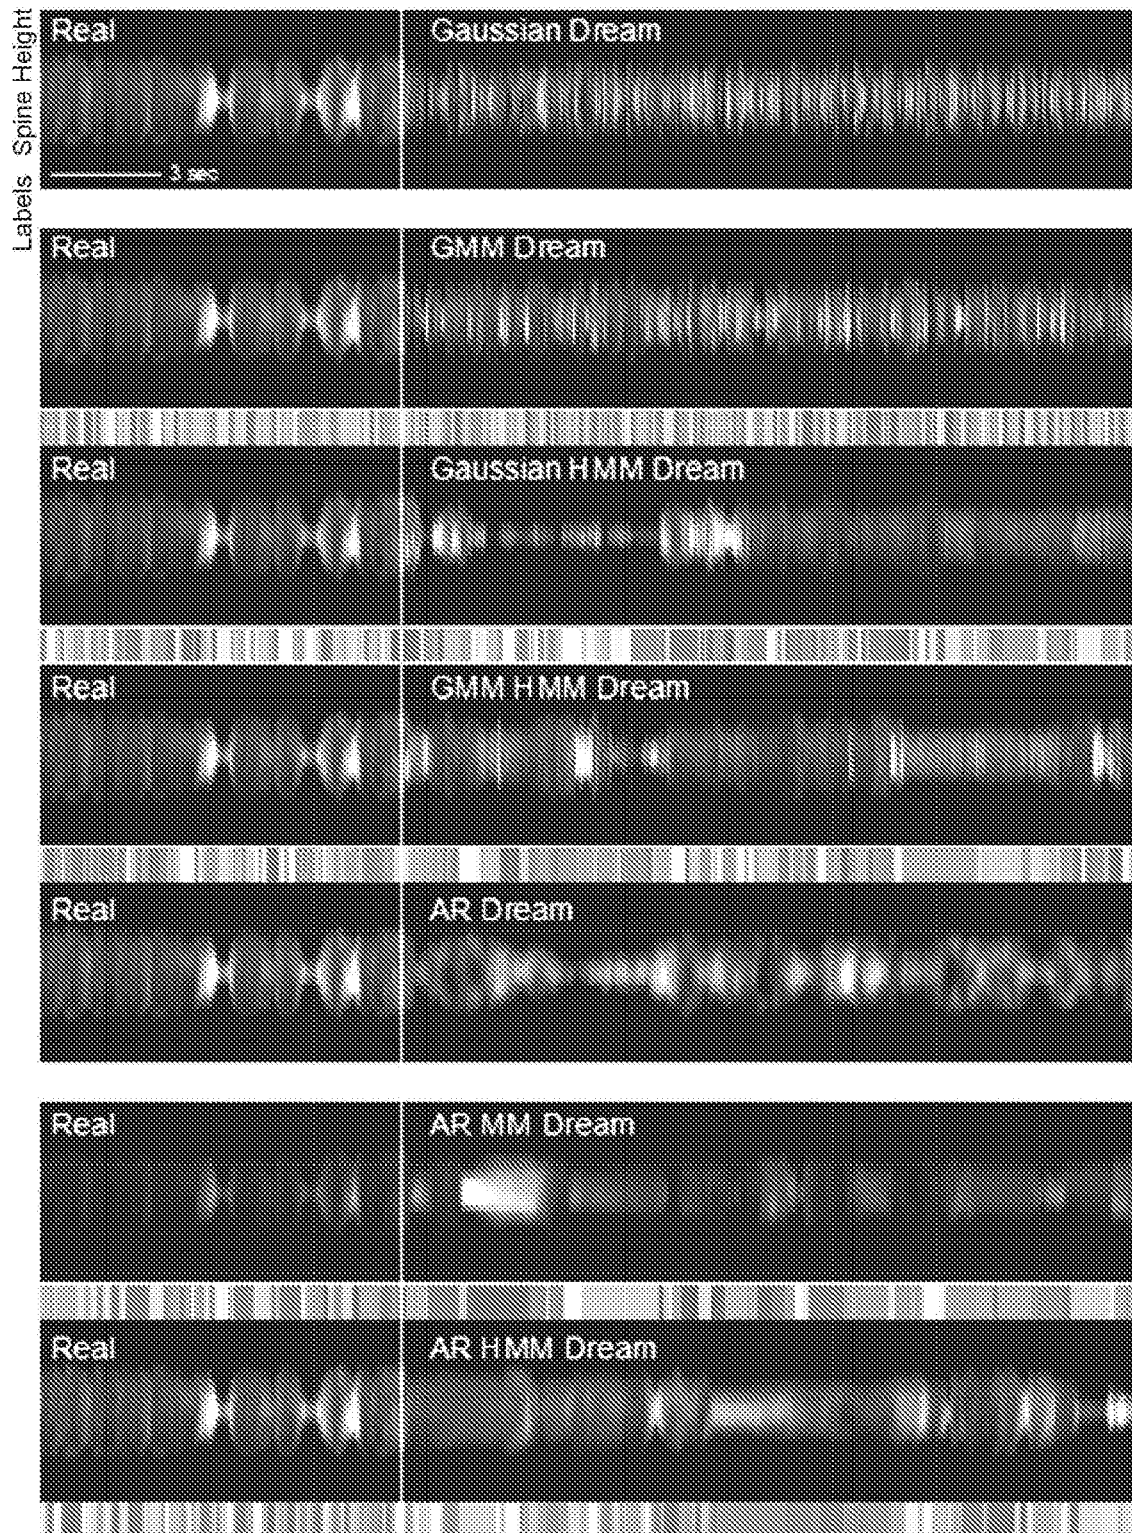 Labels Spine Height
Real Gaussian Dream
3 sec
Real GMM Dream
Real Gaussian HMM Dream
Real GMM HMM Dream
Real AR Dream
Real AR MM Dream
Real AR HMM Dream